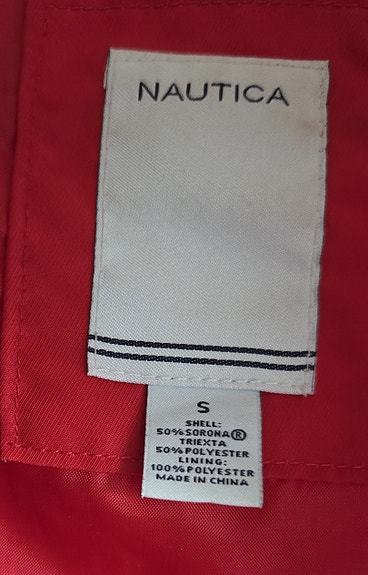 NAUTICA
S
SHELL:
50%SORONA®
TRIEXTA
50%POLYESTER
LINING:
100%POLYESTER
MADE IN CHINA